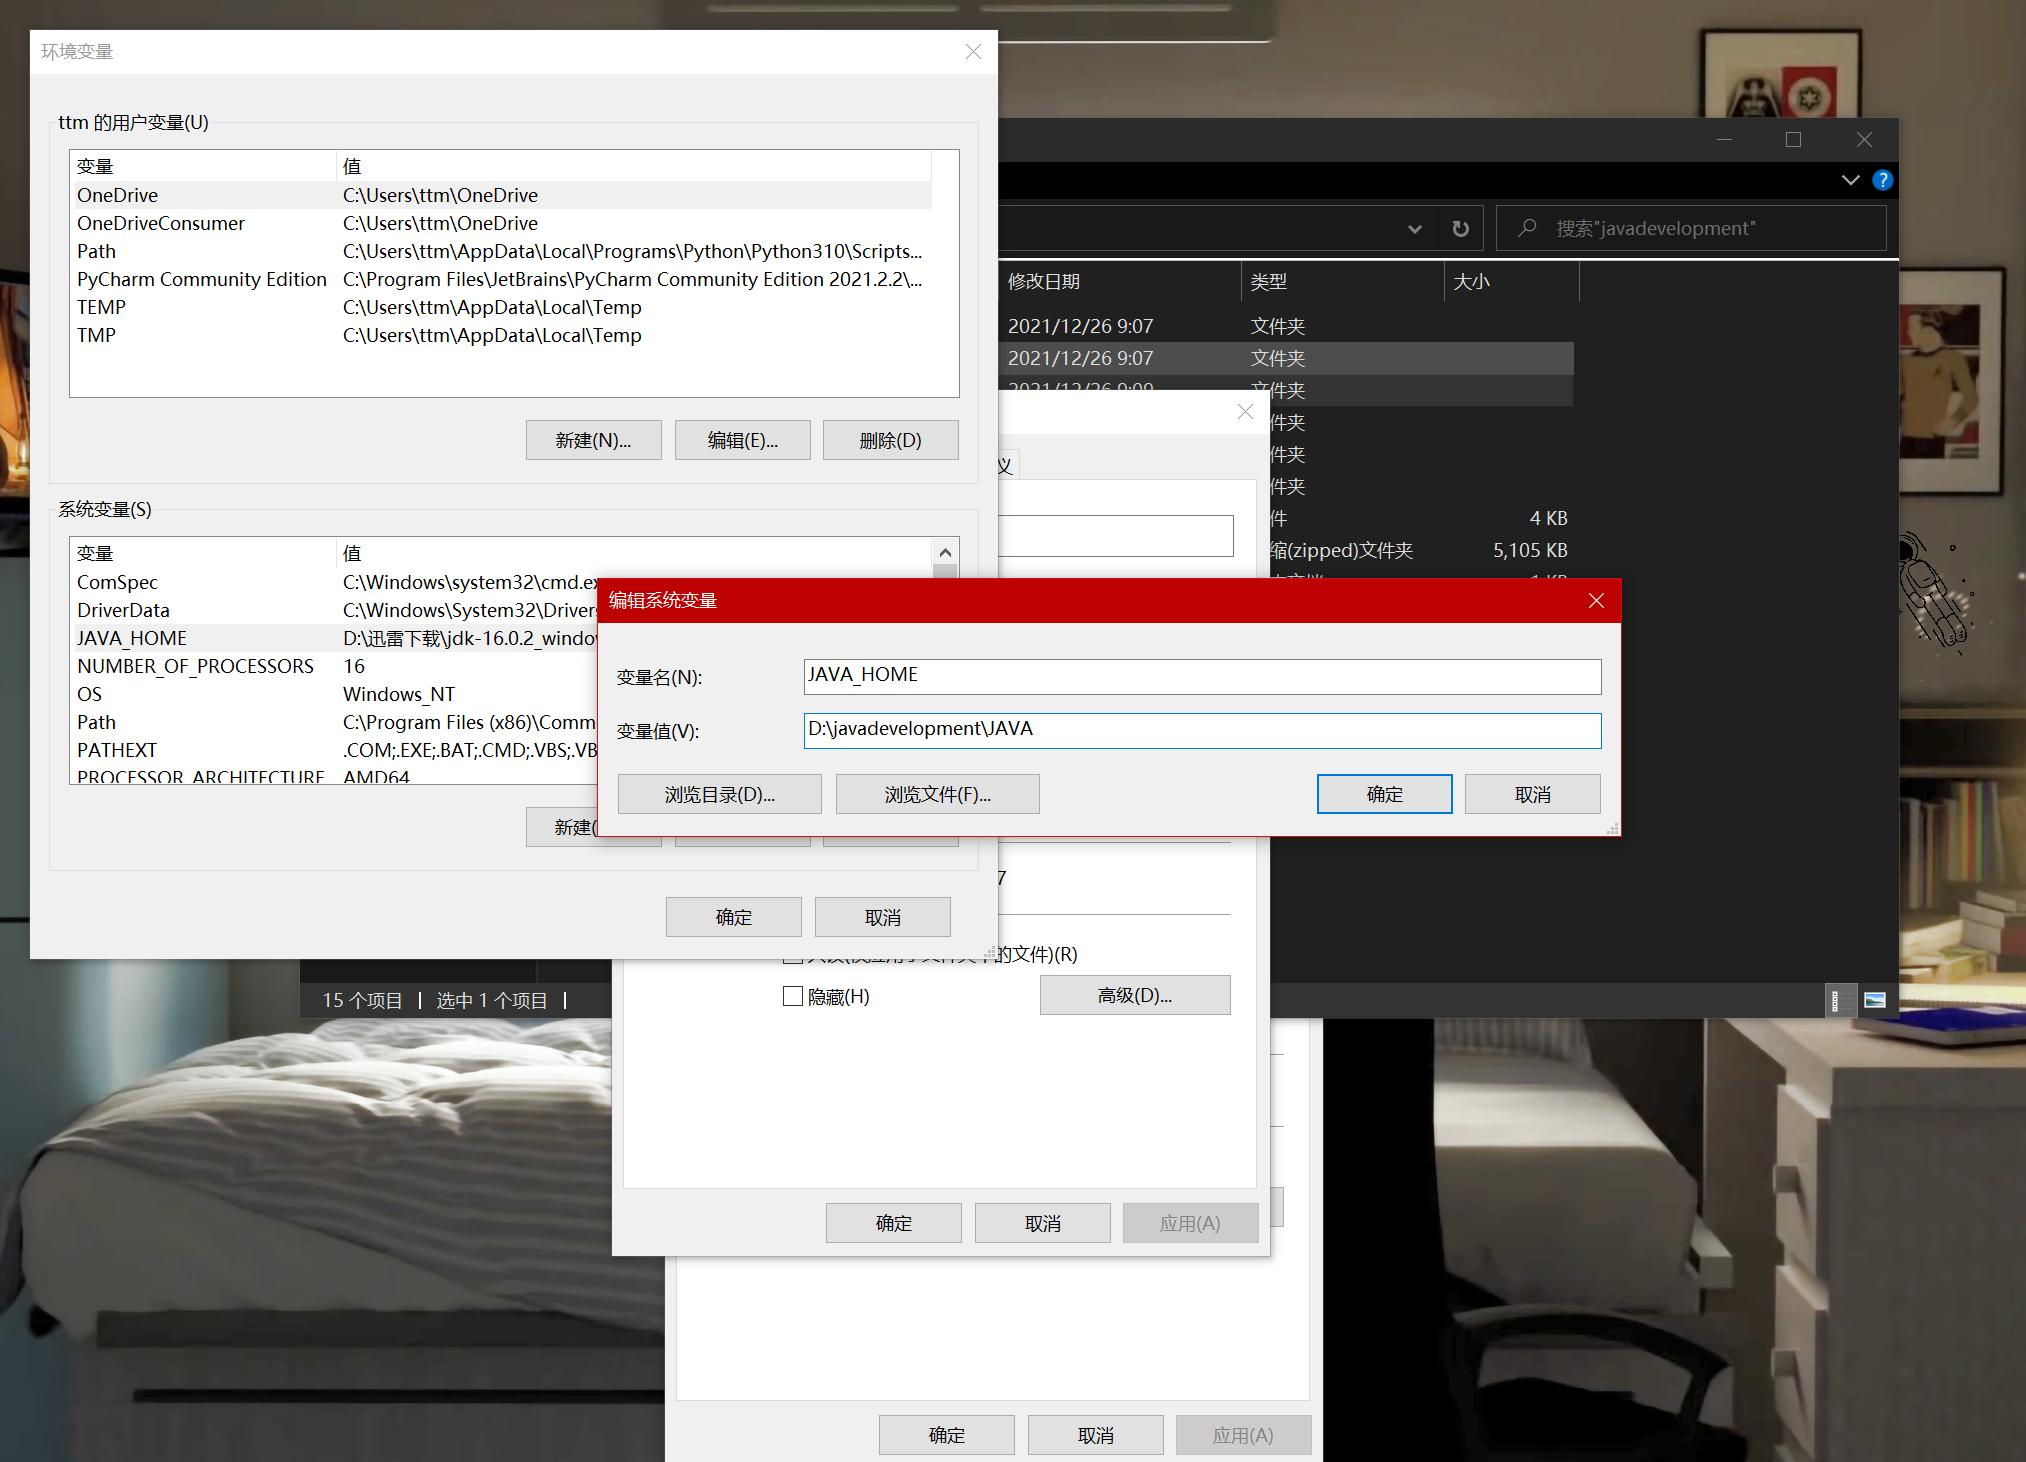 环境变量
ttm 的用户变量(U)
变量 值
OneDrive C:\Users\ttm\OneDrive
OneDriveConsumer C:\Users\ttm\OneDrive
Path C:\Users\ttm\AppData\Local\Programs\Python\Python310\Scripts...
PyCharm Community Edition C:\Program Files\JetBrains\PyCharm Community Edition 2021.2.2\...
TEMP C:\Users\ttm\AppData\Local\Temp
TMP C:\Users\ttm\AppData\Local\Temp
新建(N)... 编辑(E)... 删除(D)
系统变量(S)
变量 值
ComSpec C:\Windows\system32\cmd.ex
DriverData C:\Windows\System32\Drivers
JAVA_HOME D:\迅雷下载\jdk-16.0.2_windo
NUMBER_OF_PROCESSORS 16
OS Windows_NT
Path C:\Program Files (x86)\Comm
PATHEXT .COM;.EXE;.BAT;.CMD;.VBS;.VB
PROCESSOR_ARCHITECTURE AMD64
新建(
确定 取消
搜索"javadevelopment"
修改日期 类型 大小
2021/12/26 9:07 文件夹
2021/12/26 9:07 文件夹
2021/12/26 9:09 文件夹
件夹
件夹
件夹
件 4 KB
缩(zipped)文件夹 5,105 KB
1 KB
义
编辑系统变量
变量名(N): JAVA_HOME
变量值(V): D:\javadevelopment\JAVA
浏览目录(D)... 浏览文件(F)... 确定 取消
7
的文件)(R)
隐藏(H) 高级(D)...
15 个项目 选中 1 个项目
确定 取消 应用(A)
确定 取消 应用(A)